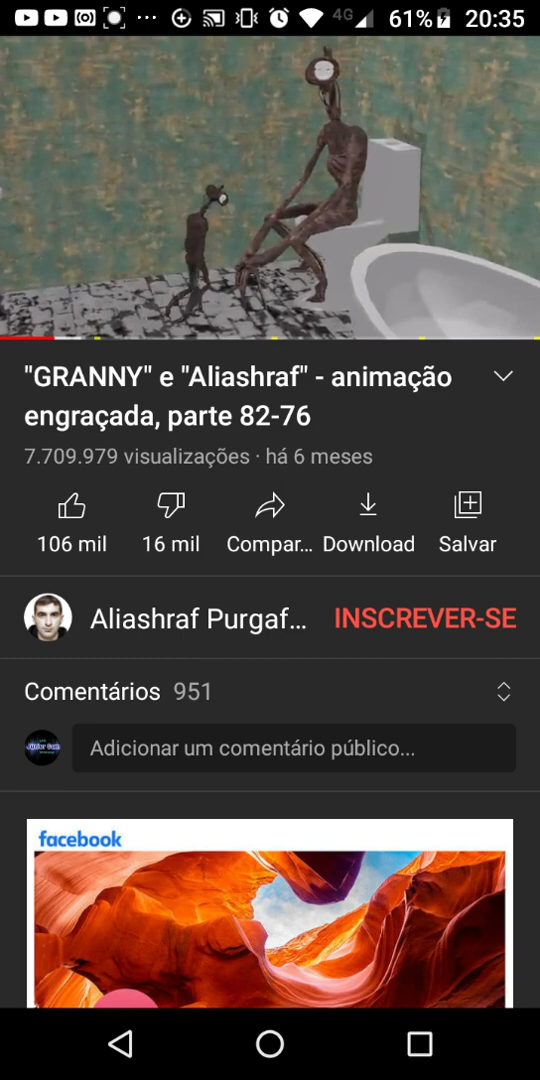 4G 61% 20:35
"GRANNY" e "Aliashraf" - animação
engraçada, parte 82-76
7.709.979 visualizações · há 6 meses
106 mil 16 mil Compar... Download Salvar
Aliashraf Purgaf... INSCREVER-SE
Comentários 951
Adicionar um comentário público...
facebook